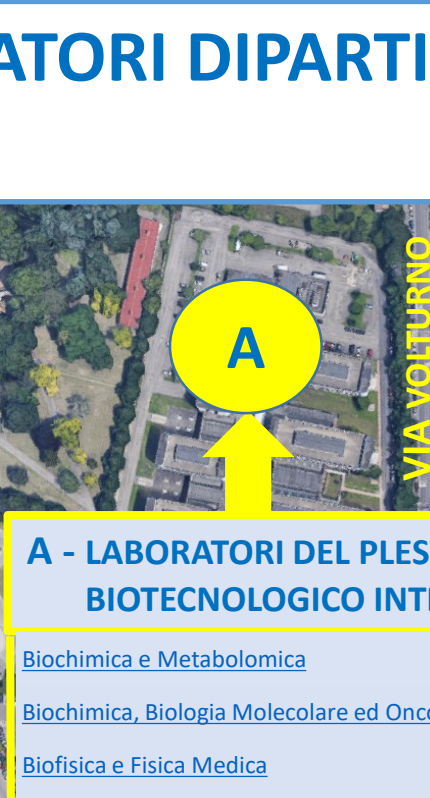 ATORI DIPARTI
A
VIA VOLTURNO
A - LABORATORI DEL PLES
BIOTECNOLOGICO INT
Biochimica e Metabolomica
Biochimica, Biologia Molecolare ed Onc
Biofisica e Fisica Medica